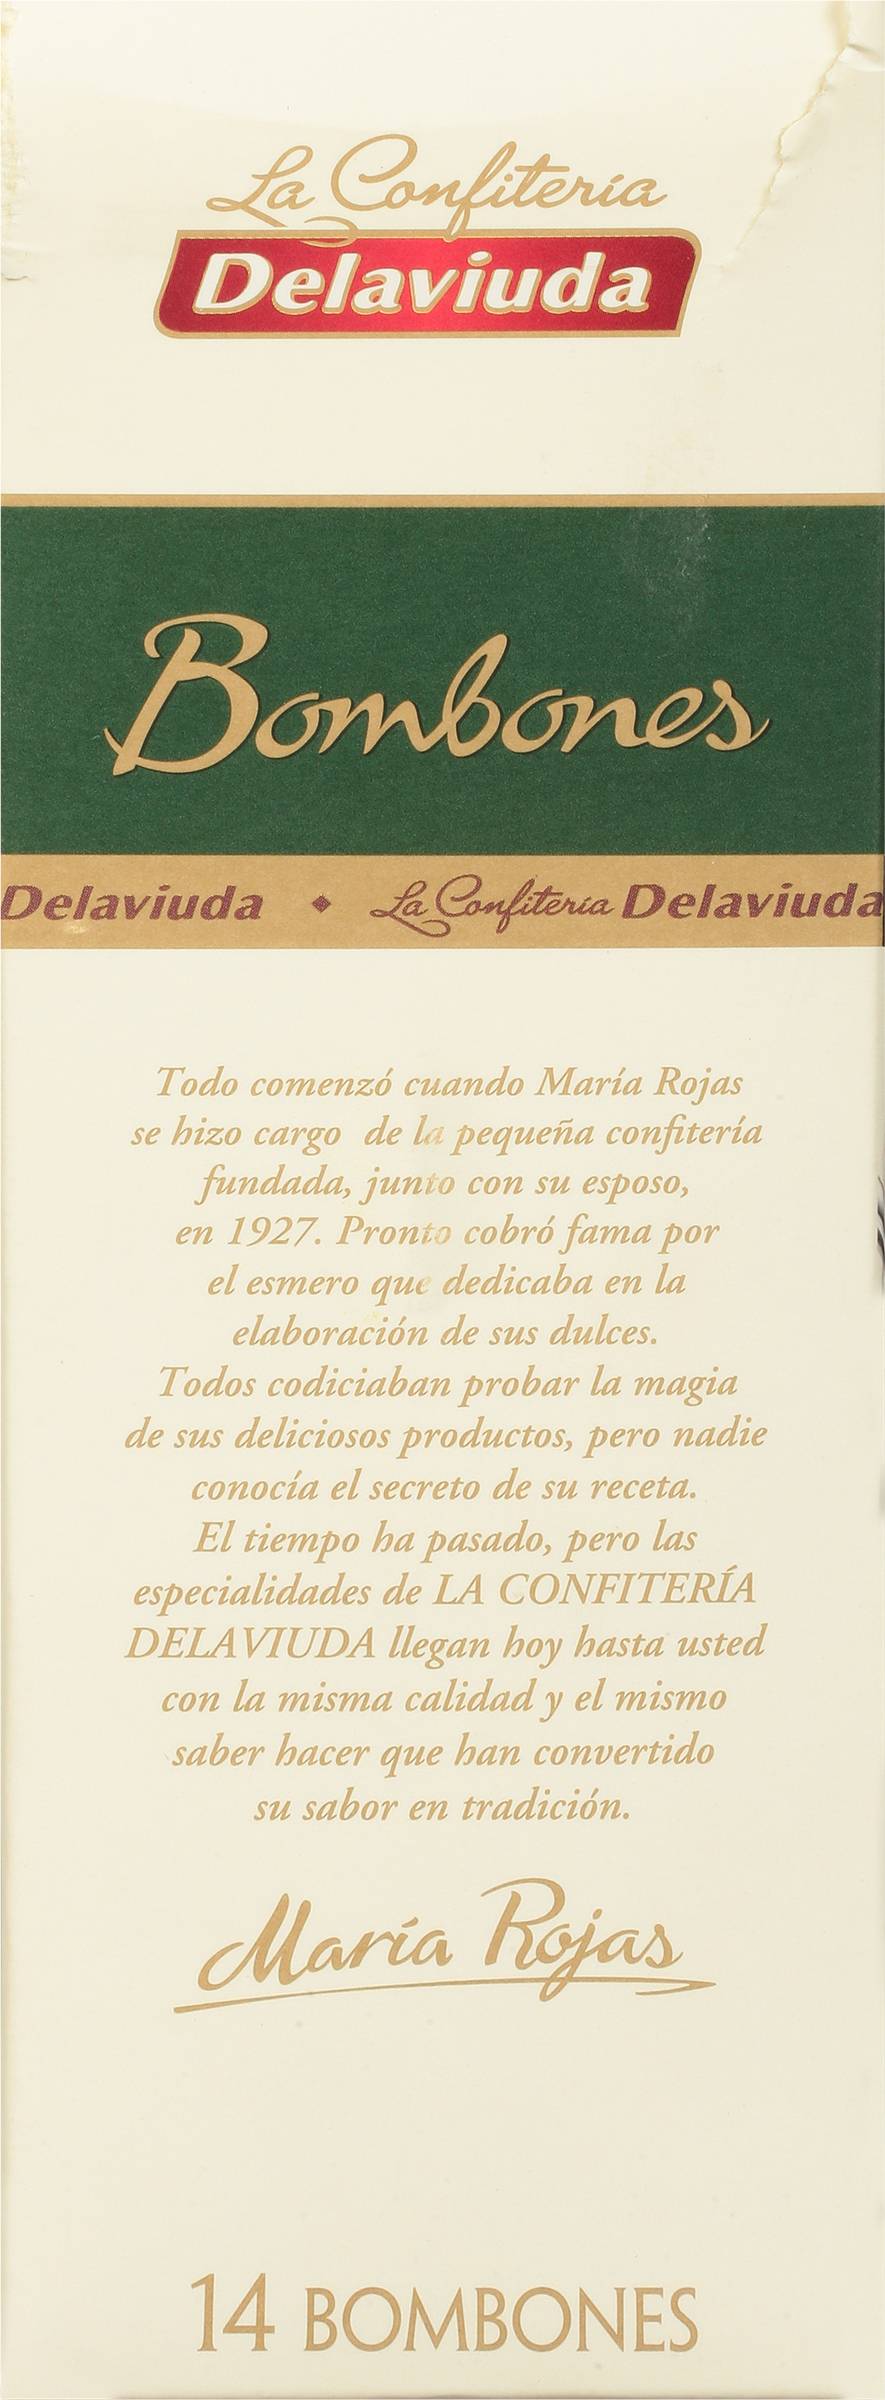 La Confitería
Delaviuda
Bombones
Delaviuda ◆ La Confitería Delaviuda
Todo comenzó cuando María Rojas
se hizo cargo de la pequeña confitería
fundada, junto con su esposo,
en 1927. Pronto cobró fama por
el esmero que dedicaba en la
elaboración de sus dulces.
Todos codiciaban probar la magia
de sus deliciosos productos, pero nadie
conocía el secreto de su receta.
El tiempo ha pasado, pero las
especialidades de LA CONFITERÍA
DELAVIUDA llegan hoy hasta usted
con la misma calidad y el mismo
saber hacer que han convertido
su sabor en tradición.
María Rojas
14 BOMBONES